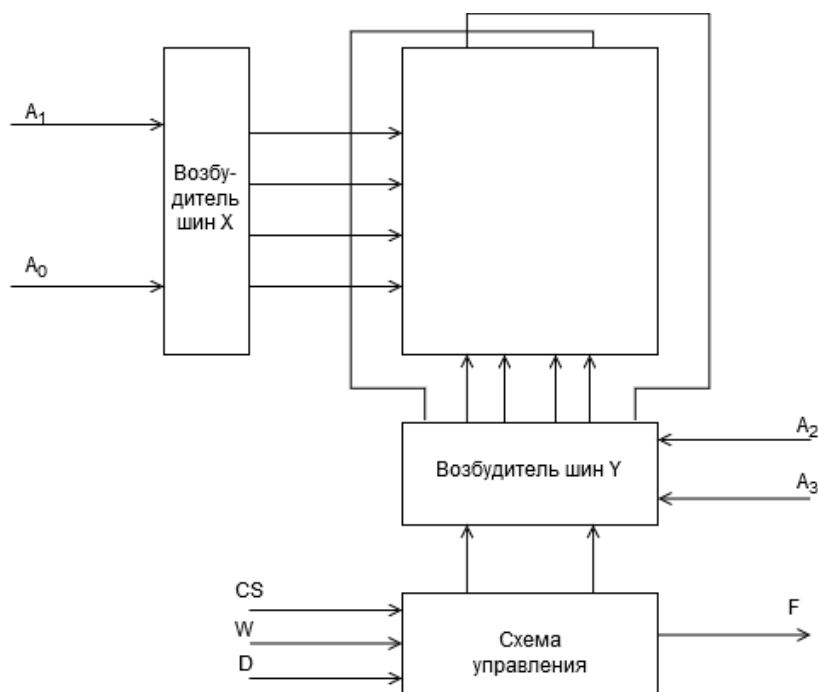 A1
Возбу-
дитель
шин X
A0
A2
Возбудитель шин Y
A3
CS
F
W
Схема
управления
D